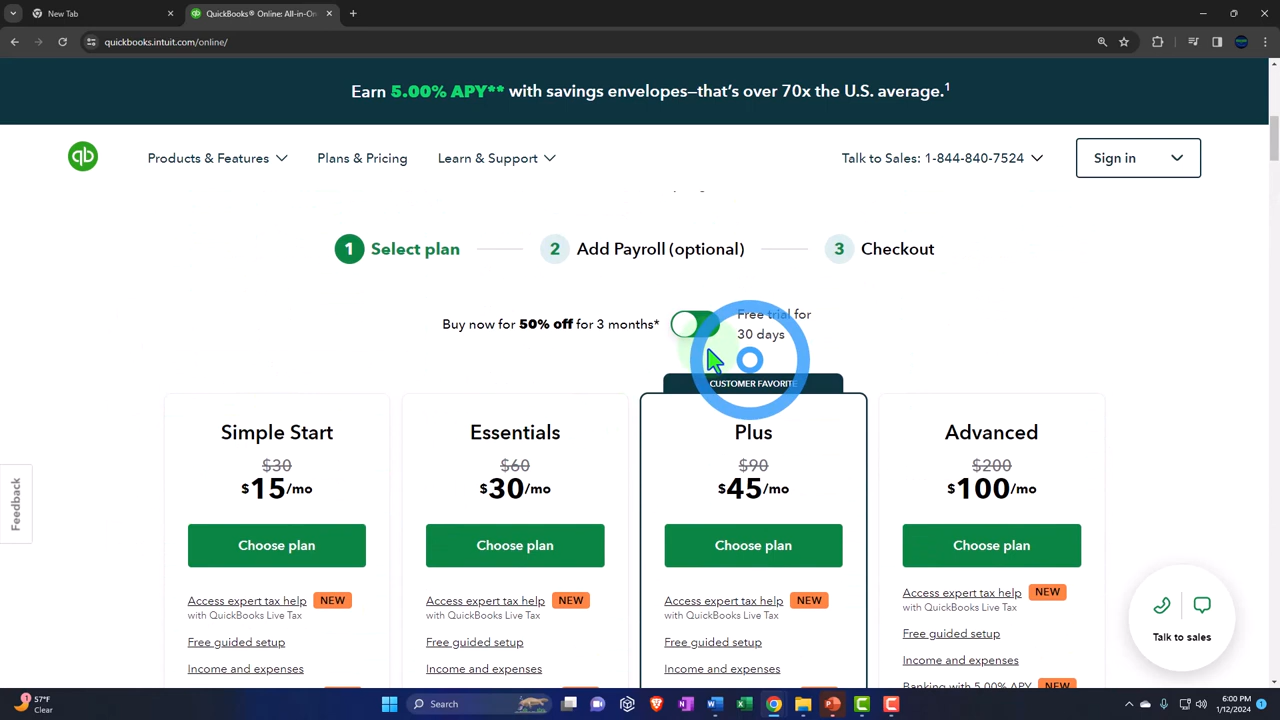 New Tab
QuickBooks® Online: All-in-On
quickbooks.intuit.com/online/
Earn 5.00% APY** with savings envelopes—that's over 70x the U.S. average.1
qb
Products & Features
Plans & Pricing
Learn & Support
Talk to Sales: 1-844-840-7524
Sign in
1 Select plan
2 Add Payroll (optional)
3 Checkout
Buy now for 50% off for 3 months*
Free trial for
30 days
CUSTOMER FAVORITE
Simple Start
$30
$15/mo
Choose plan
Access expert tax help NEW
with QuickBooks Live Tax
Free guided setup
Income and expenses
Essentials
$60
$30/mo
Choose plan
Access expert tax help NEW
with QuickBooks Live Tax
Free guided setup
Income and expenses
Plus
$90
$45/mo
Choose plan
Access expert tax help NEW
with QuickBooks Live Tax
Free guided setup
Income and expenses
Advanced
$200
$100/mo
Choose plan
Access expert tax help NEW
with QuickBooks Live Tax
Free guided setup
Income and expenses
Banking with 5.00% APY NEW
Feedback
Talk to sales
1
57°F
Clear
Search
6:00 PM
1/12/2024